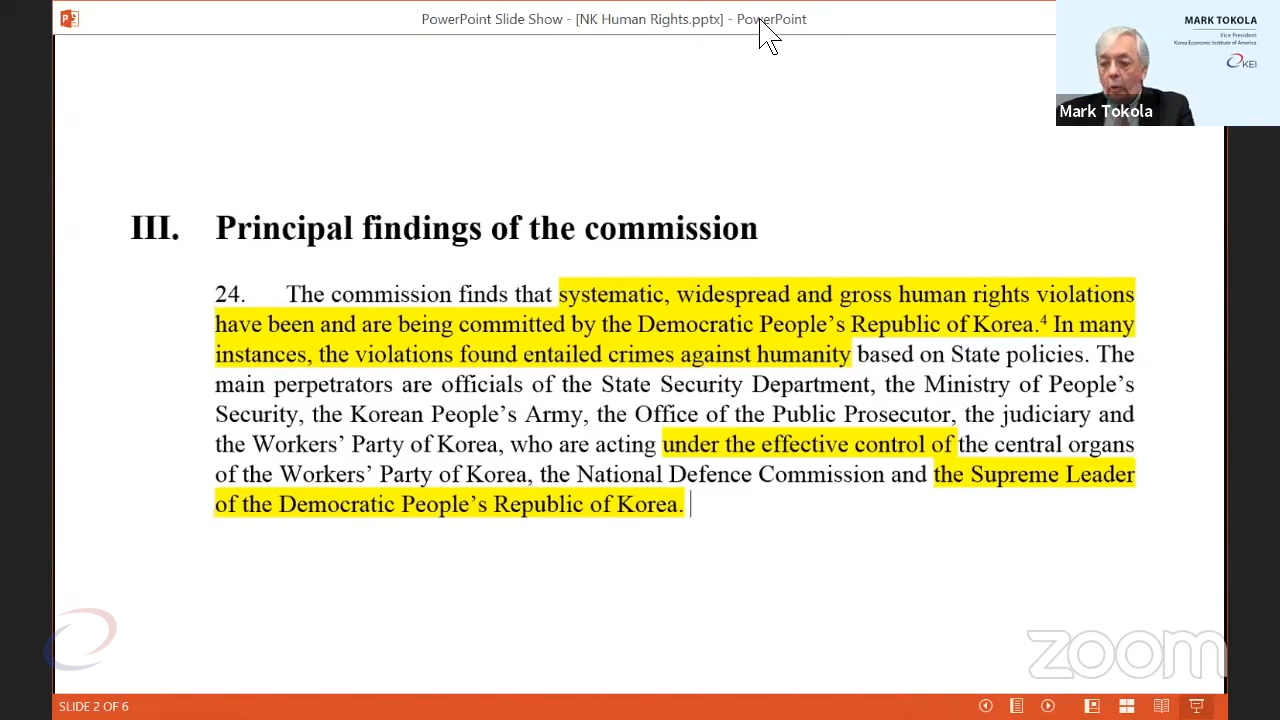 PowerPoint Slide Show - [NK Human Rights.pptx] - PowerPoint
MARK TOKOLA
Vice President
Korea Economic Institute of America
KEI
Mark Tokola
III. Principal findings of the commission
24. The commission finds that systematic, widespread and gross human rights violations
have been and are being committed by the Democratic People’s Republic of Korea.⁴ In many
instances, the violations found entailed crimes against humanity based on State policies. The
main perpetrators are officials of the State Security Department, the Ministry of People’s
Security, the Korean People’s Army, the Office of the Public Prosecutor, the judiciary and
the Workers’ Party of Korea, who are acting under the effective control of the central organs
of the Workers’ Party of Korea, the National Defence Commission and the Supreme Leader
of the Democratic People’s Republic of Korea.
zoom
SLIDE 2 OF 6